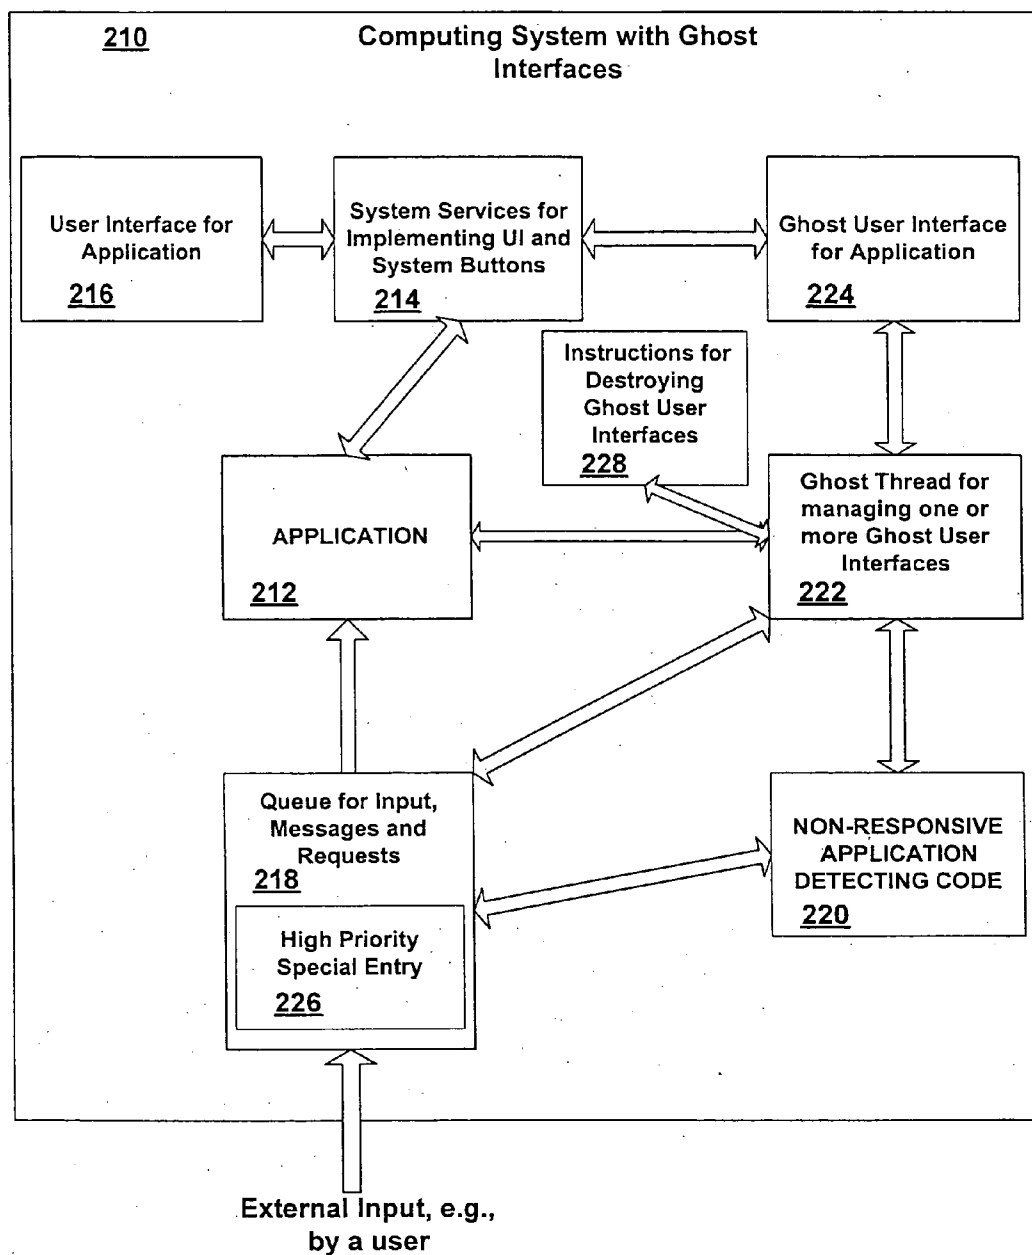 210
Computing System with Ghost
Interfaces
User Interface for
Application
216
System Services for
Implementing UI and
System Buttons
214
Ghost User Interface
for Application
224
Instructions for
Destroying
Ghost User
Interfaces
228
APPLICATION
212
Ghost Thread for
managing one or
more Ghost User
Interfaces
222
Queue for Input,
Messages and
Requests
218
High Priority
Special Entry
226
NON-RESPONSIVE
APPLICATION
DETECTING CODE
220
External Input, e.g.,
by a user